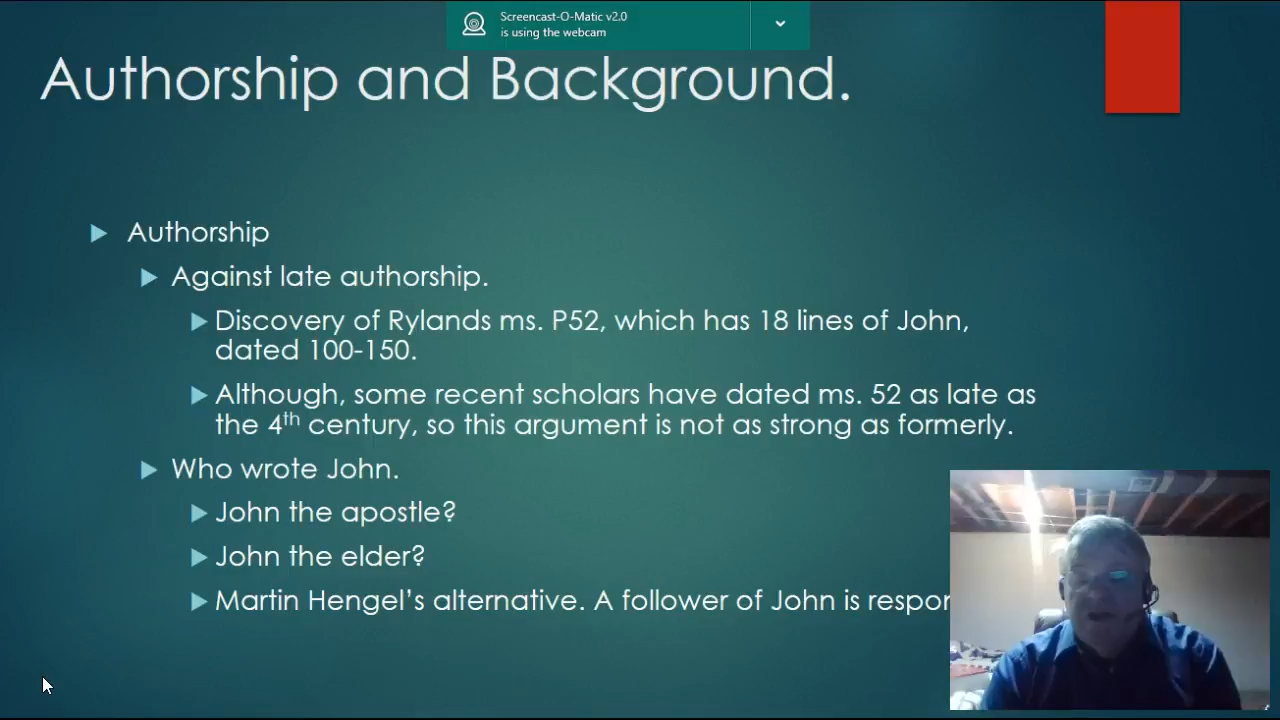 Screencast-O-Matic v2.0
is using the webcam
Authorship and Background.
Authorship
Against late authorship.
Discovery of Rylands ms. P52, which has 18 lines of John,
dated 100-150.
Although, some recent scholars have dated ms. 52 as late as
the 4th century, so this argument is not as strong as formerly.
Who wrote John.
John the apostle?
John the elder?
Martin Hengel’s alternative. A follower of John is